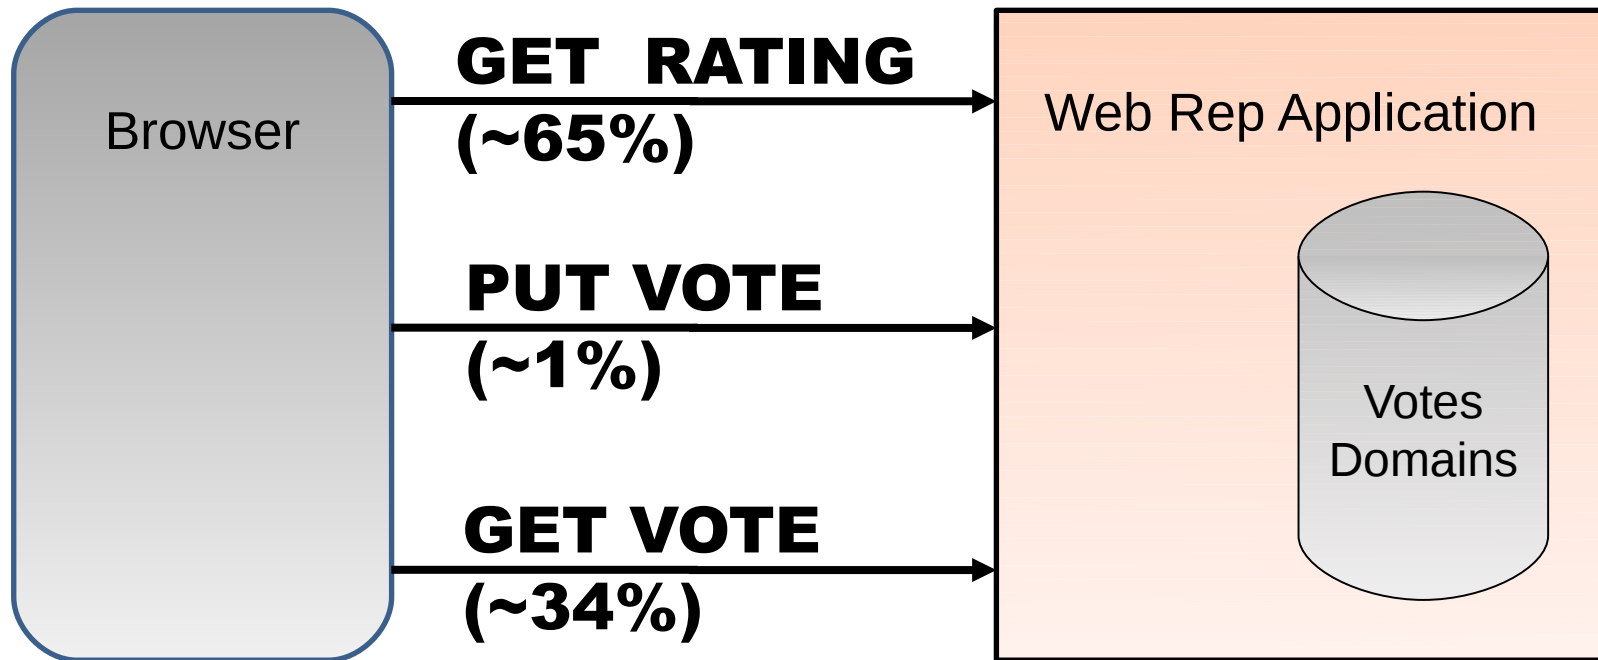 Browser
GET RATING
(~65%)
PUT VOTE
(~1%)
GET VOTE
(~34%)
Web Rep Application
Votes
Domains